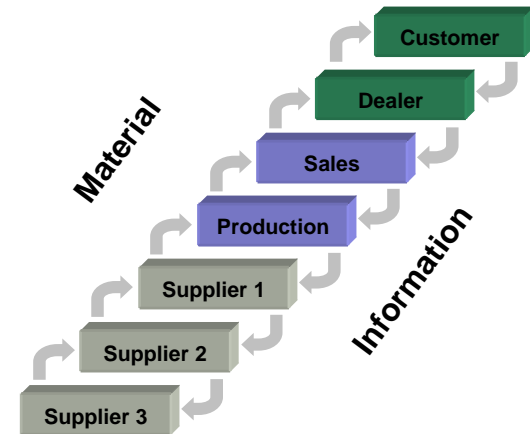 Customer
Dealer
Material
Sales
Production
Information
Supplier 1
Supplier 2
Supplier 3